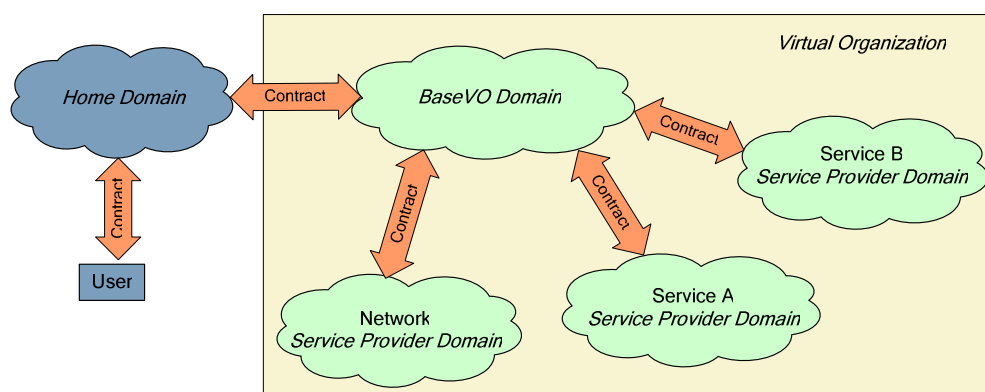 Virtual Organization
Home Domain
Contract
BaseVO Domain
Contract
Service B
Service Provider Domain
Contract
Contract
Contract
User
Service A
Service Provider Domain
Network
Service Provider Domain